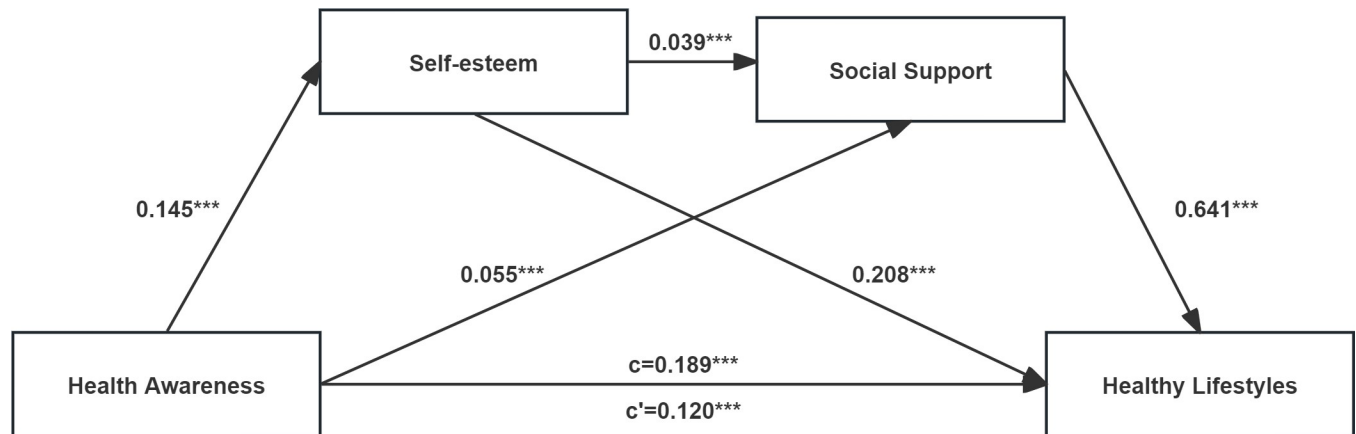 0.039***
Self-esteem
Social Support
0.145***
0.641***
0.055***
0.208***
c=0.189***
Health Awareness
Healthy Lifestyles
c'=0.120***